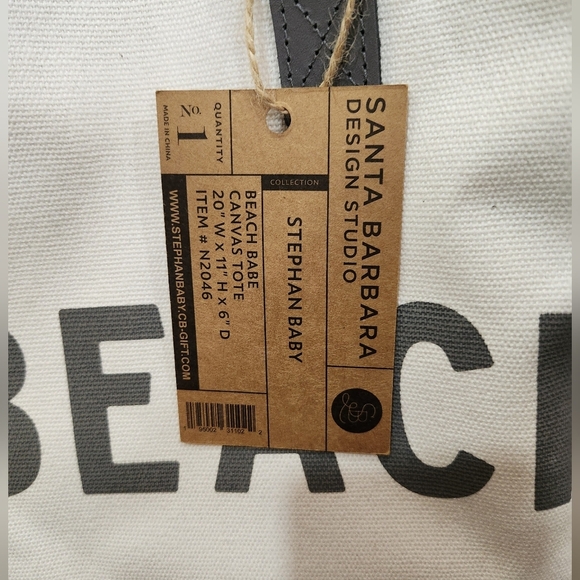 SANTA BARBARA
DESIGN STUDIO
COLLECTION
STEPHAN BABY
QUANTITY
No. 1
MADE IN CHINA
BEACH BABE
CANVAS TOTE
20" W X 11" H X 6" D
ITEM # N2046
WWW.STEPHANBABY.CB-GIFT.COM
BEACH